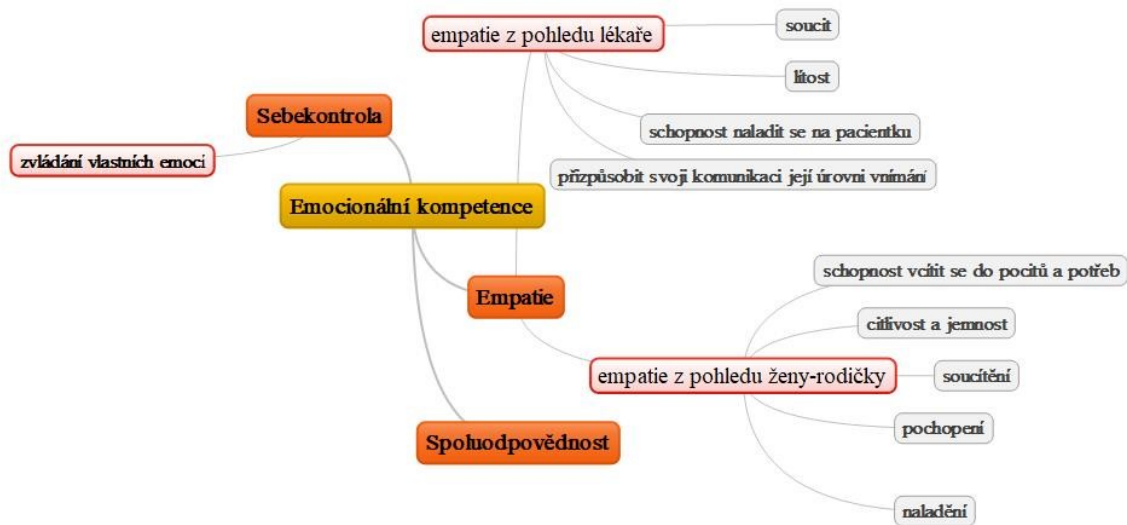 empatie z pohledu lékaře
soucit
lítost
schopnost naladit se na pacientku
přizpůsobit svoji komunikaci její úrovni vnímání
Sebekontrola
zvládání vlastních emocí
Emocionální kompetence
Empatie
schopnost vcítit se do pocitů a potřeb
citlivost a jemnost
empatie z pohledu ženy-rodičky
soucítění
pochopení
Spoluodpovědnost
naladění